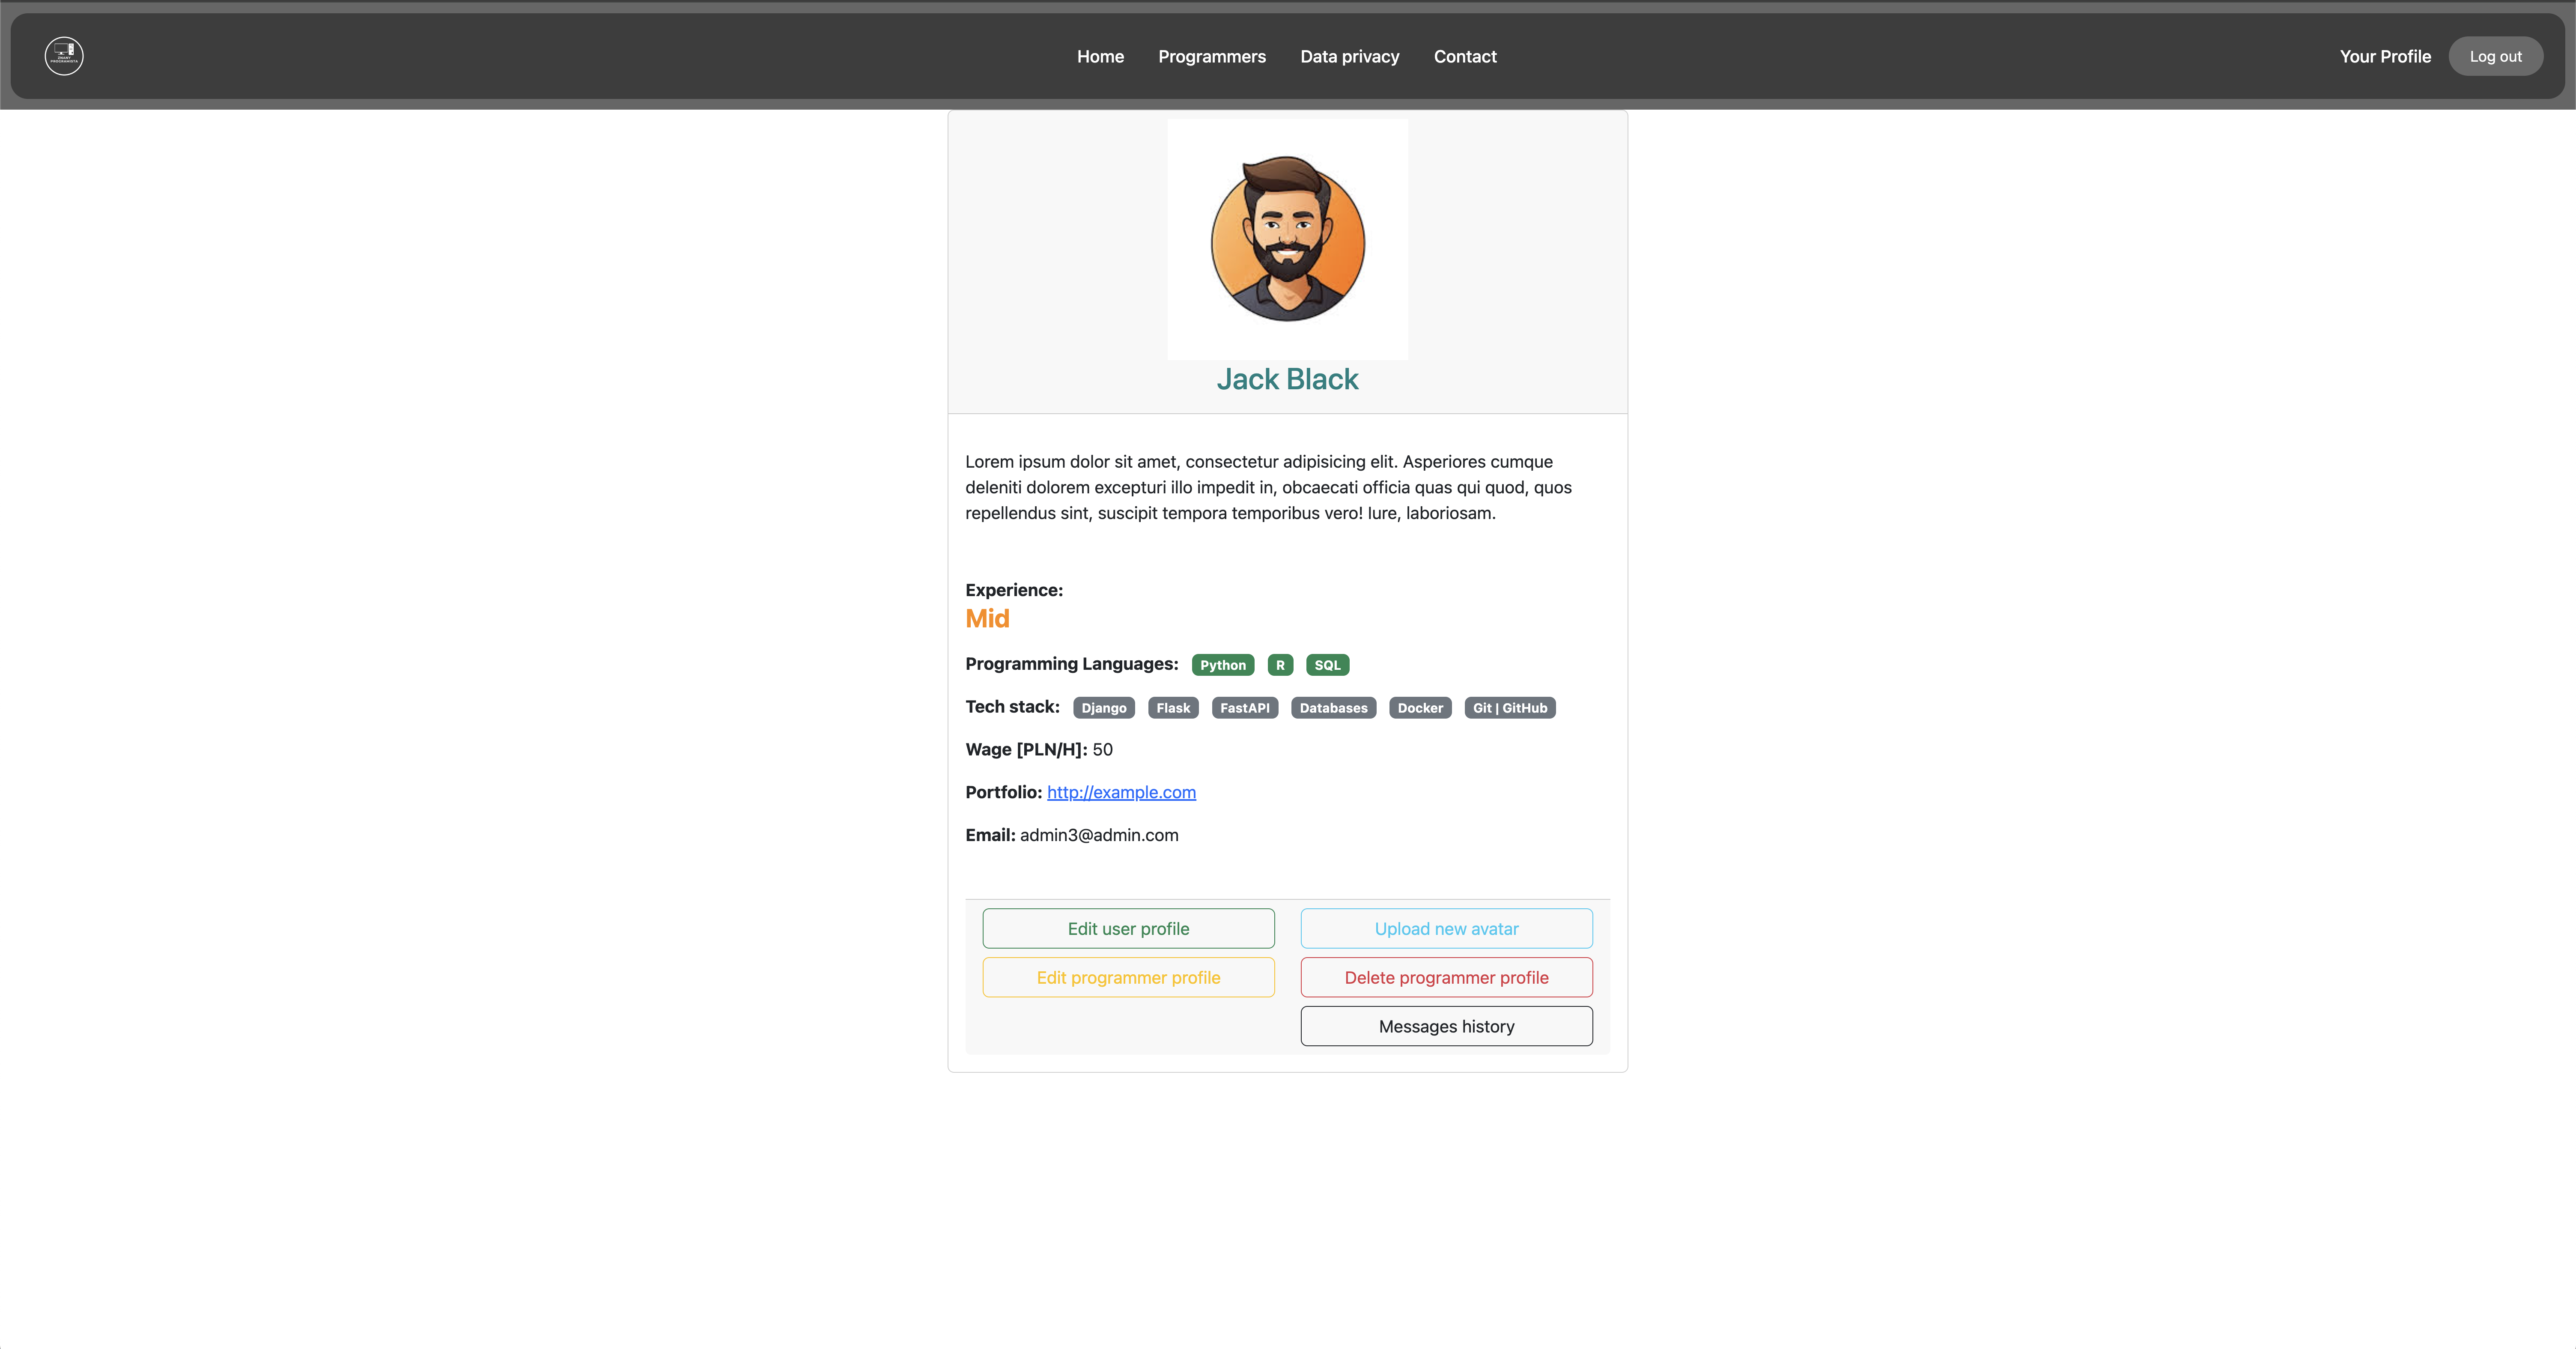 ZNANY
PROGRAMISTA
Home Programmers Data privacy Contact
Your Profile Log out
Jack Black
Lorem ipsum dolor sit amet, consectetur adipisicing elit. Asperiores cumque
deleniti dolorem excepturi illo impedit in, obcaecati officia quas qui quod, quos
repellendus sint, suscipit tempora temporibus vero! Iure, laboriosam.
Experience:
Mid
Programming Languages: Python R SQL
Tech stack: Django Flask FastAPI Databases Docker Git | GitHub
Wage [PLN/H]: 50
Portfolio: http://example.com
Email: admin3@admin.com
Edit user profile Upload new avatar
Edit programmer profile Delete programmer profile
Messages history